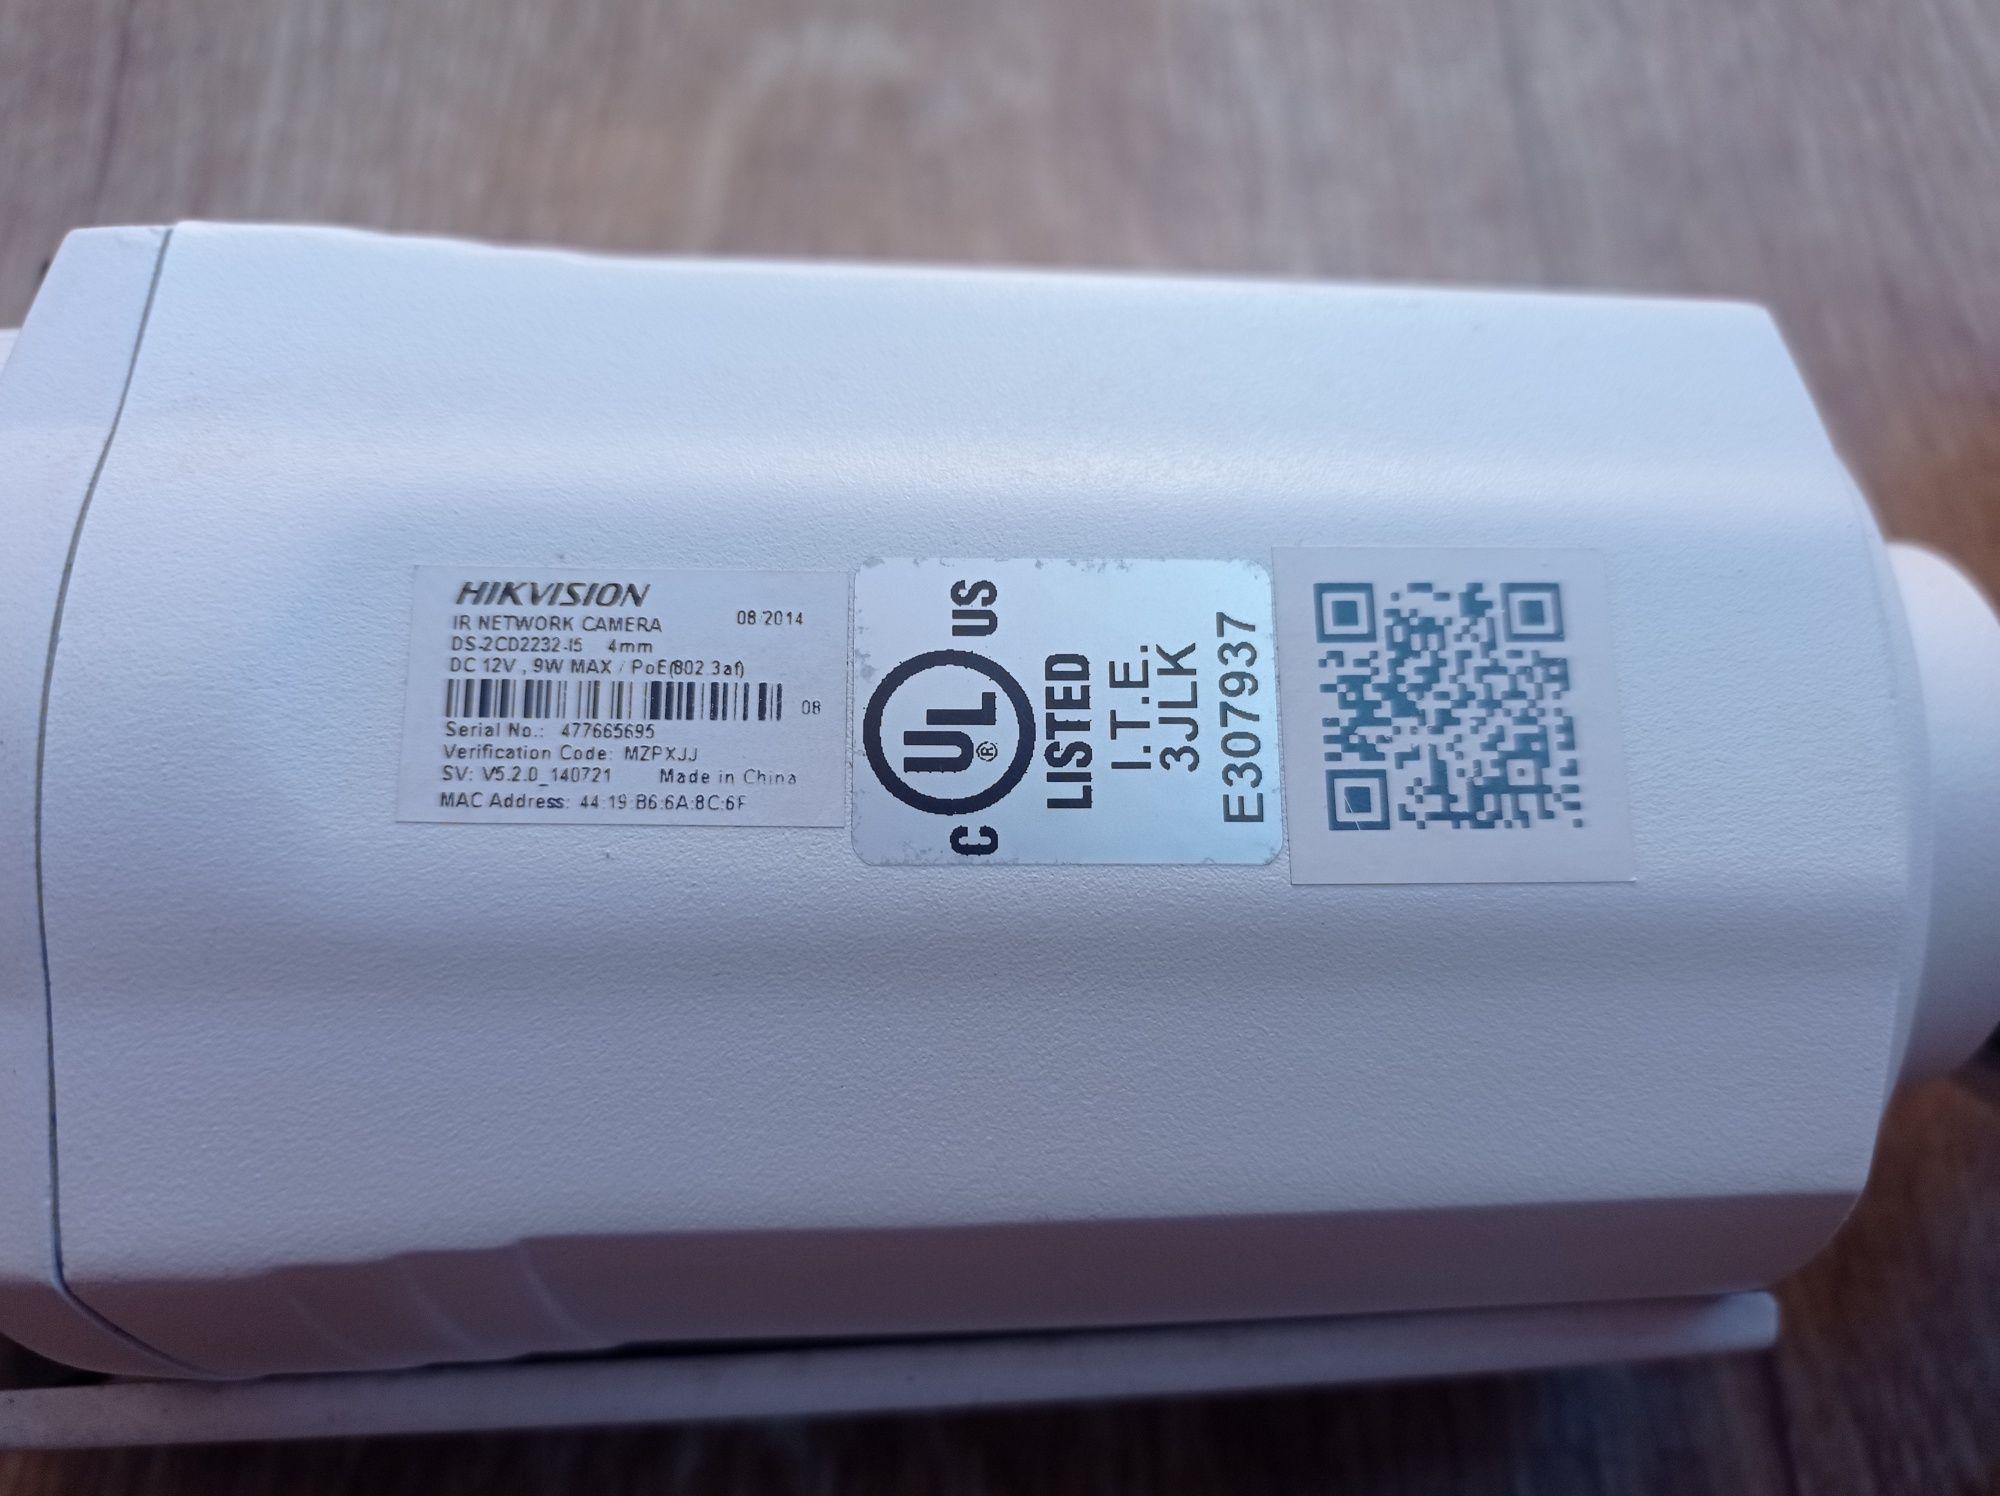 HIKVISION
IR NETWORK CAMERA 08/2014
DS-2CD2232-I5 4mm
DC 12V , 9W MAX / PoE(802.3af)
08
Serial No.: 477665695
Verification Code: MZPXJJ
SV: V5.2.0_140721 Made in China
MAC Address: 44:19:B6:6A:8C:6F
C UL US
®
LISTED
I.T.E.
3JLK
E307937